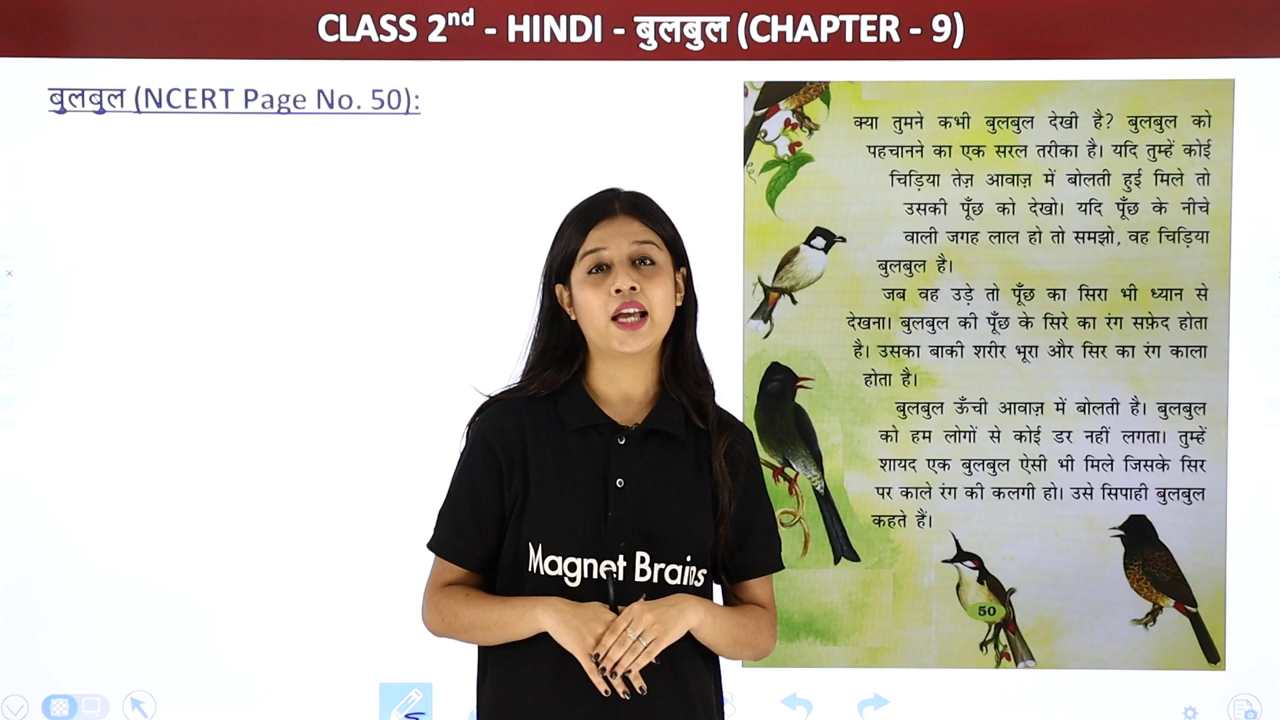 CLASS 2nd - HINDI - बुलबुल (CHAPTER - 9)
बुलबुल (NCERT Page No. 50):
क्या तुमने कभी बुलबुल देखी है? बुलबुल को
पहचानने का एक सरल तरीका है। यदि तुम्हें कोई
चिड़िया तेज़ आवाज़ में बोलती हुई मिले तो
उसकी पूँछ को देखो। यदि पूँछ के नीचे
वाली जगह लाल हो तो समझो, वह चिड़िया
बुलबुल है।
जब वह उड़े तो पूँछ का सिरा भी ध्यान से
देखना। बुलबुल की पूँछ के सिरे का रंग सफ़ेद होता
है। उसका बाकी शरीर भूरा और सिर का रंग काला
होता है।
बुलबुल ऊँची आवाज़ में बोलती है। बुलबुल
को हम लोगों से कोई डर नहीं लगता। तुम्हें
शायद एक बुलबुल ऐसी भी मिले जिसके सिर
पर काले रंग की कलगी हो। उसे सिपाही बुलबुल
कहते हैं।
50
Magnet Brains